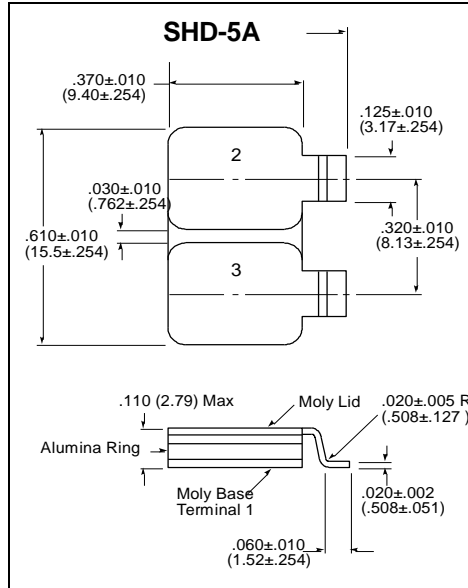 SHD-5A
.370±.010
(9.40±.254)
.125±.010
(3.17±.254)
2
.030±.010
(.762±.254)
.610±.010
(15.5±.254)
.320±.010
(8.13±.254)
3
.110 (2.79) Max
Moly Lid
.020±.005 R
(.508±.127 )
Alumina Ring
Moly Base
Terminal 1
.020±.002
(.508±.051)
.060±.010
(1.52±.254)